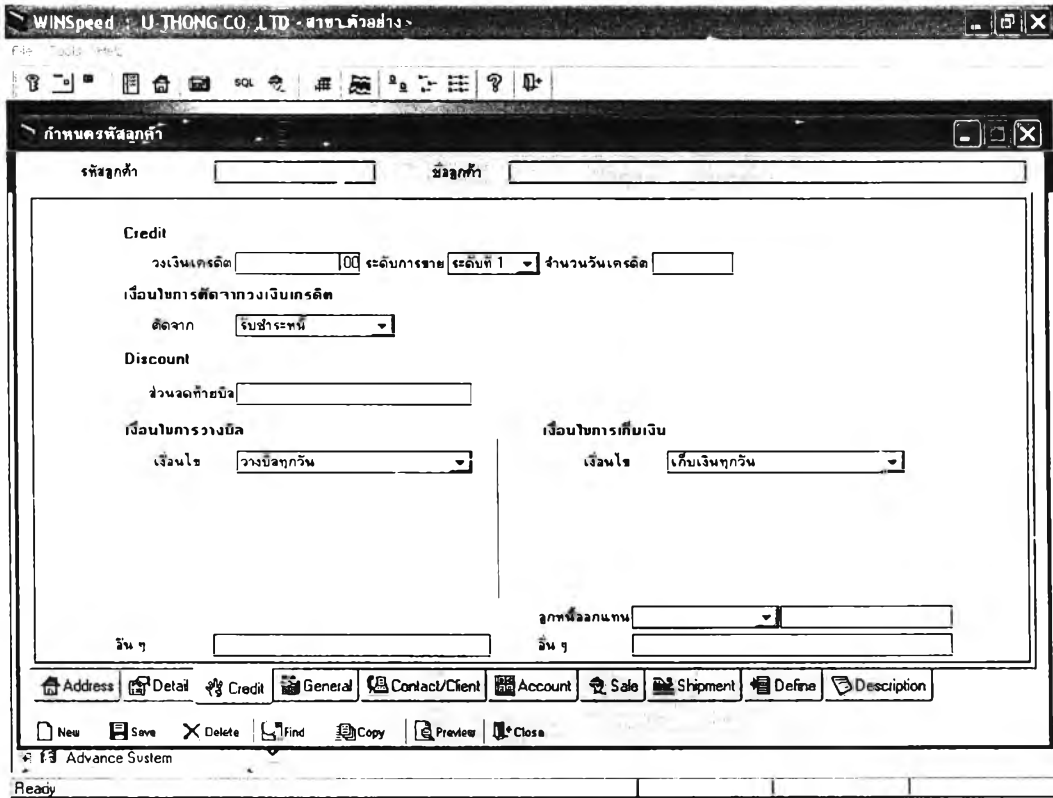 WINSpeed : U-THONG CO.,LTD - สาขา.ตัวอย่าง >
File Tools Help
SQL
กำหนดรหัสลูกค้า
รหัสลูกค้า ชื่อลูกค้า
Credit
วงเงินเครดิต .00 ระดับการขาย ระดับที่ 1 จำนวนวันเครดิต
เงื่อนไขการตัดจากวงเงินเครดิต
ตัดจาก รับชำระหนี้
Discount
ส่วนลดท้ายบิล
เงื่อนไขการวางบิล เงื่อนไขการเก็บเงิน
เงื่อนไข วางบิลทุกวัน เงื่อนไข เก็บเงินทุกวัน
ลูกหนี้ออกแทน
อื่น ๆ อื่น ๆ
Address Detail Credit General Contact/Client Account Sale Shipment Define Description
New Save Delete Find Copy Preview Close
Advance System
Ready